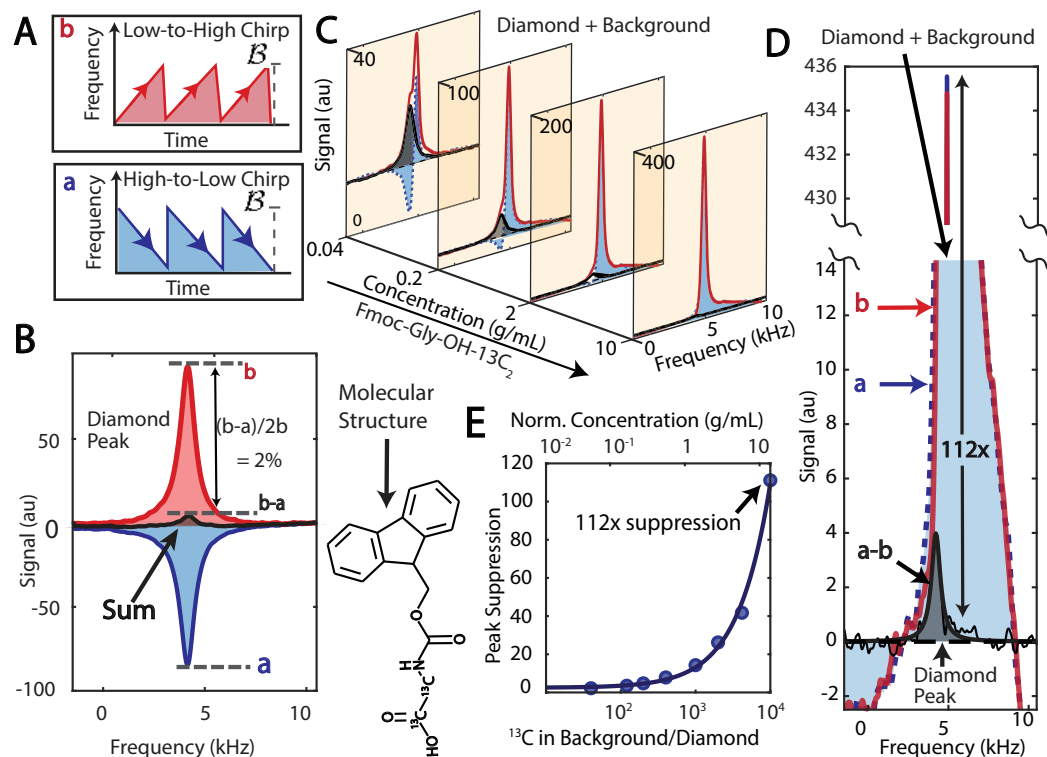 A
b
Low-to-High Chirp
ℬ
Frequency
Time
a
High-to-Low Chirp
ℬ
Frequency
Time
B
b
Diamond
Peak
(b-a)/2b
= 2%
b-a
Sum
a
50
0
-50
-100
Signal (au)
0
5
10
Frequency (kHz)
C
Diamond + Background
Signal (au)
40
0
100
200
400
0.04
0.2
2
10
Concentration (g/mL)
Fmoc-Gly-OH-13C₂
0
5
10
Frequency (kHz)
Molecular
Structure
O
O
N
H
¹³C
¹³C
O
HO
D
Diamond + Background
436
434
432
430
14
12
10
8
6
4
2
0
-2
Signal (au)
b
a
112x
a-b
Diamond
Peak
0
5
10
Frequency (kHz)
E
Norm. Concentration (g/mL)
10⁻²
10⁻¹
1
10
120
100
80
60
40
20
0
Peak Suppression
112x suppression
10²
10³
10⁴
¹³C in Background/Diamond